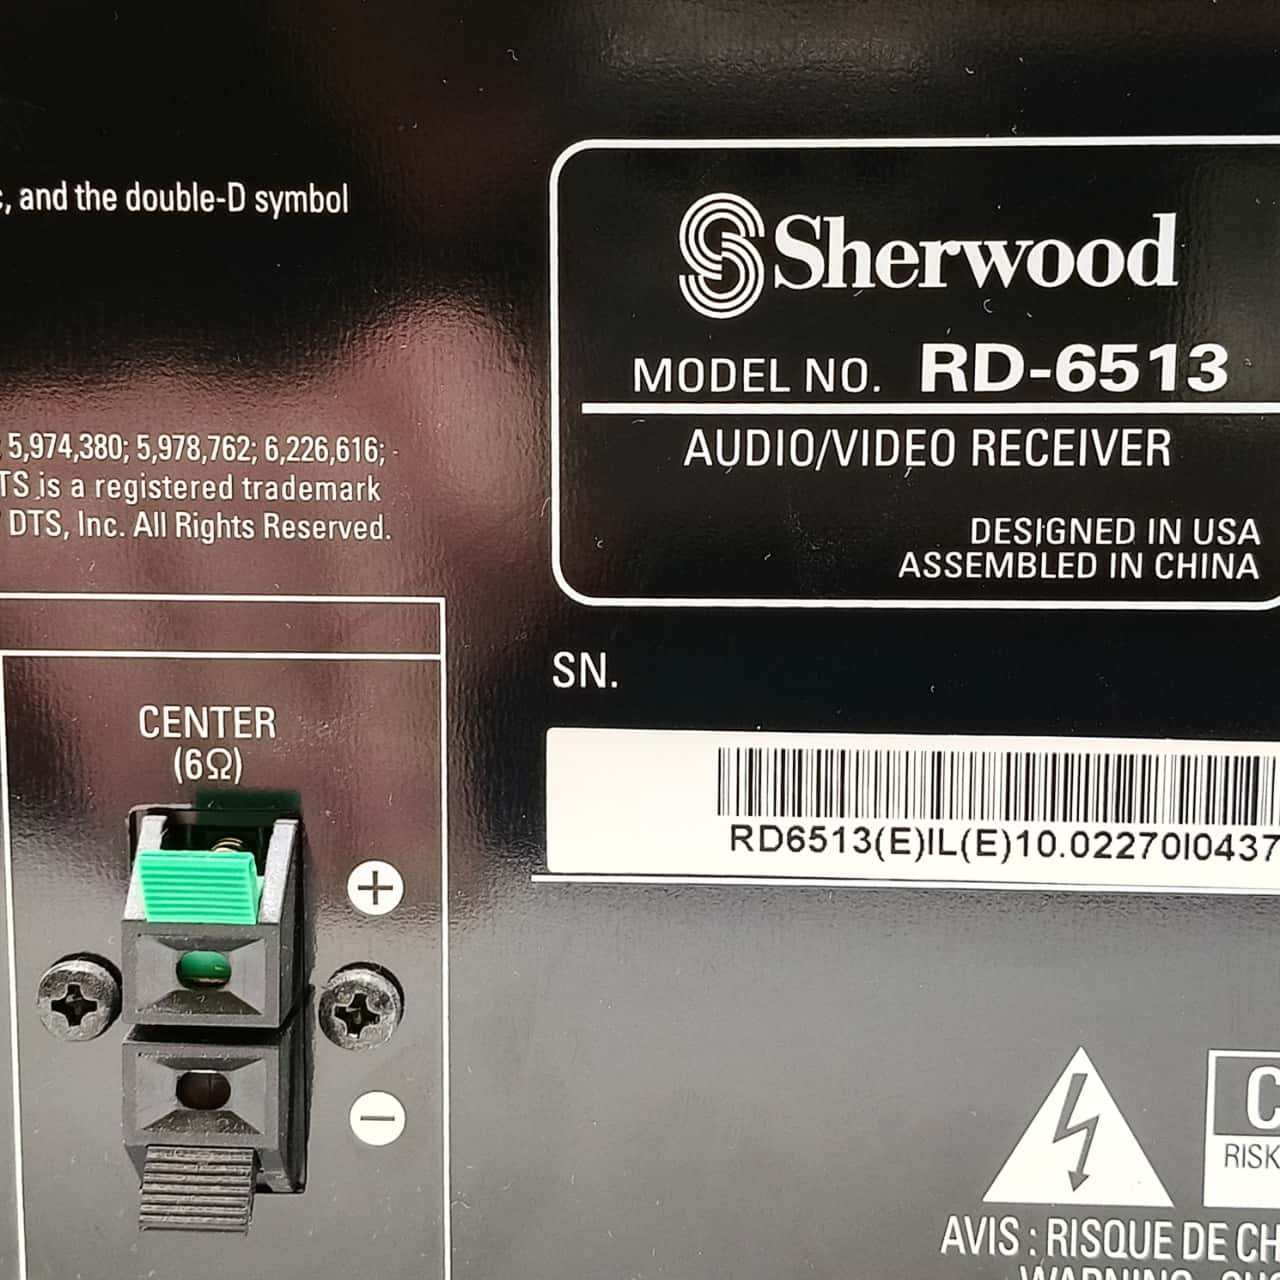 , and the double-D symbol
5,974,380; 5,978,762; 6,226,616;
TS is a registered trademark
DTS, Inc. All Rights Reserved.
CENTER
(6Ω)
+
−
Sherwood
MODEL NO. RD-6513
AUDIO/VIDEO RECEIVER
DESIGNED IN USA
ASSEMBLED IN CHINA
SN.
RD6513(E)IL(E)10.02270I0437
RISK
AVIS : RISQUE DE CH